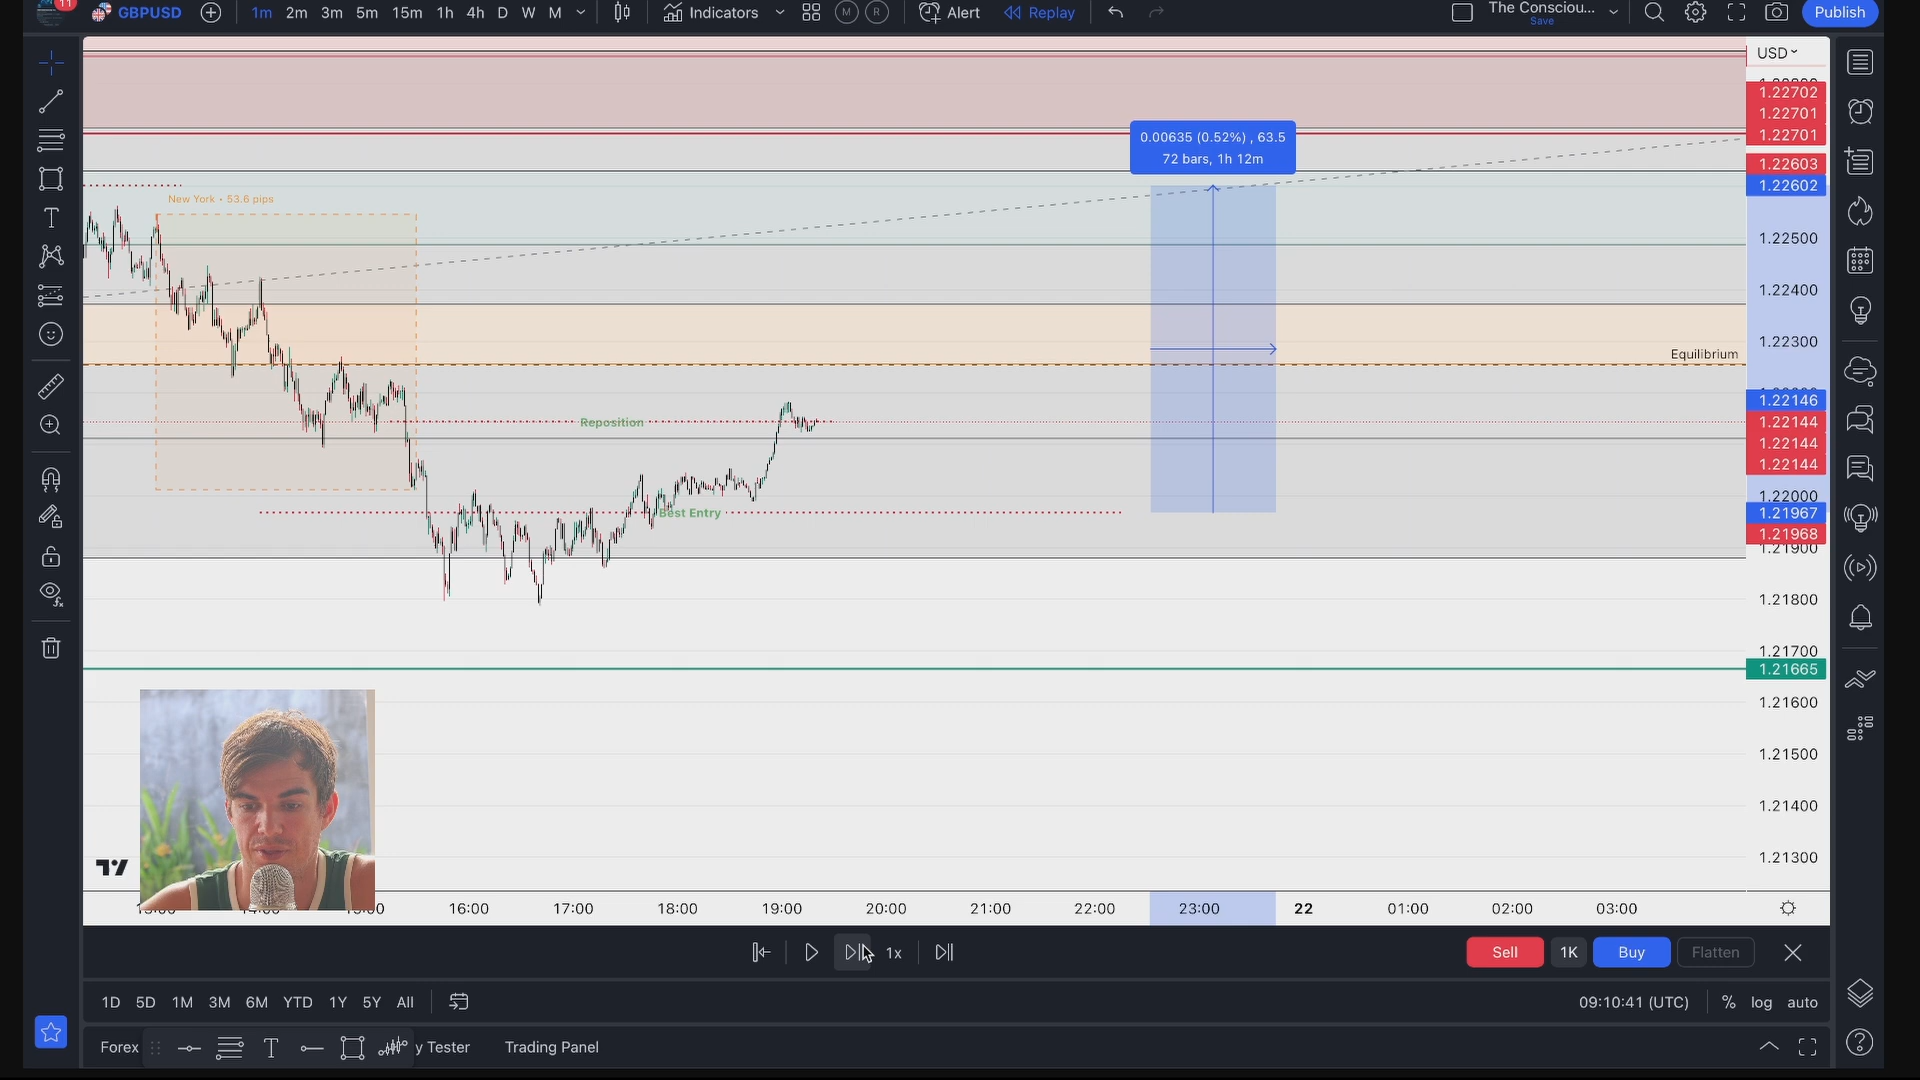 11
GBPUSD
1m 2m 3m 5m 15m 1h 4h D W M
Indicators
M R
Alert
Replay
The Consciou...
Save
Publish
USD
1.22702
1.22701
1.22701
1.22603
1.22602
1.22500
1.22400
1.22300
1.22146
1.22144
1.22144
1.22144
1.22000
1.21967
1.21968
1.21900
1.21800
1.21700
1.21665
1.21600
1.21500
1.21400
1.21300
0.00635 (0.52%) , 63.5
72 bars, 1h 12m
New York • 53.6 pips
Equilibrium
Reposition
Best Entry
16:00 17:00 18:00 19:00 20:00 21:00 22:00 23:00 22 01:00 02:00 03:00
1x
Sell 1K Buy Flatten
1D 5D 1M 3M 6M YTD 1Y 5Y All
09:10:41 (UTC) % log auto
Forex
y Tester
Trading Panel